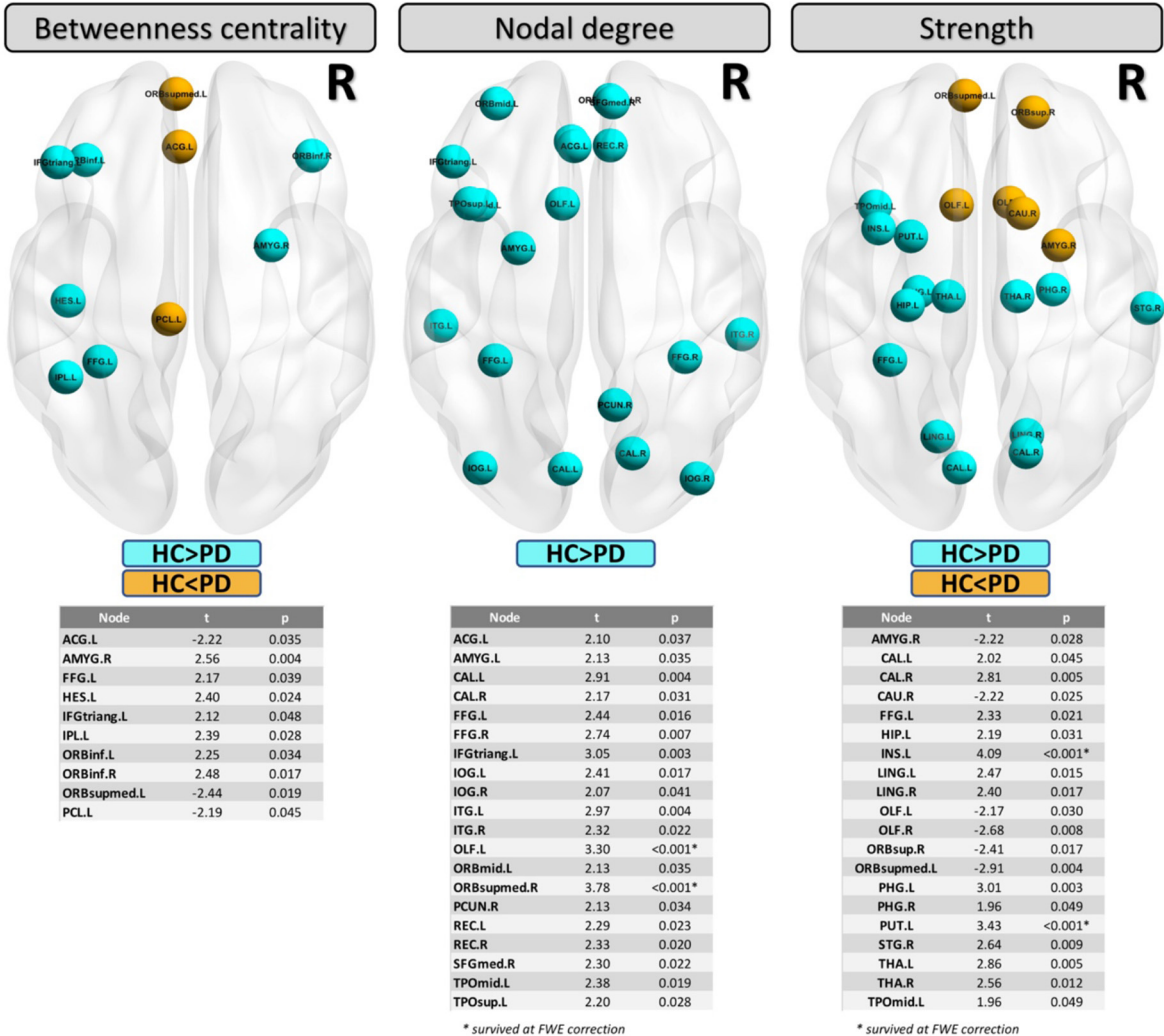 Betweenness centrality
R
ORBsupmed.L
ACG.L
IFGtriang.L
ORBinf.R
AMYG.R
HES.L
PCL.L
FFG.L
IPL.L
HC>PD
HC<PD
Node t p
ACG.L -2.22 0.035
AMYG.R 2.56 0.004
FFG.L 2.17 0.039
HES.L 2.40 0.024
IFGtriang.L 2.12 0.048
IPL.L 2.39 0.028
ORBinf.L 2.25 0.034
ORBinf.R 2.48 0.017
ORBsupmed.L -2.44 0.019
PCL.L -2.19 0.045
Nodal degree
R
ORBmid.L
SFGmed.R
ACG.L
REC.R
IFGtriang.L
TPOsup.L
OLF.L
AMYG.L
ITG.L
ITG.R
FFG.L
FFG.R
PCUN.R
CAL.R
IOG.L
CAL.L
IOG.R
HC>PD
Node t p
ACG.L 2.10 0.037
AMYG.L 2.13 0.035
CAL.L 2.91 0.004
CAL.R 2.17 0.031
FFG.L 2.44 0.016
FFG.R 2.74 0.007
IFGtriang.L 3.05 0.003
IOG.L 2.41 0.017
IOG.R 2.07 0.041
ITG.L 2.97 0.004
ITG.R 2.32 0.022
OLF.L 3.30 <0.001*
ORBmid.L 2.13 0.035
ORBsupmed.R 3.78 <0.001*
PCUN.R 2.13 0.034
REC.L 2.29 0.023
REC.R 2.33 0.020
SFGmed.R 2.30 0.022
TPOmid.L 2.38 0.019
TPOsup.L 2.20 0.028
* survived at FWE correction
Strength
R
ORBsupmed.L
ORBsup.R
TPOmid.L
OLF.L
CAU.R
INS.L
PUT.L
AMYG.R
HIP.L
THA.L
THA.R
PHG.R
STG.R
FFG.L
LING.L
LING.R
CAL.R
CAL.L
HC>PD
HC<PD
Node t p
AMYG.R -2.22 0.028
CAL.L 2.02 0.045
CAL.R 2.81 0.005
CAU.R -2.22 0.025
FFG.L 2.33 0.021
HIP.L 2.19 0.031
INS.L 4.09 <0.001*
LING.L 2.47 0.015
LING.R 2.40 0.017
OLF.L -2.17 0.030
OLF.R -2.68 0.008
ORBsup.R -2.41 0.017
ORBsupmed.L -2.91 0.004
PHG.L 3.01 0.003
PHG.R 1.96 0.049
PUT.L 3.43 <0.001*
STG.R 2.64 0.009
THA.L 2.86 0.005
THA.R 2.56 0.012
TPOmid.L 1.96 0.049
* survived at FWE correction